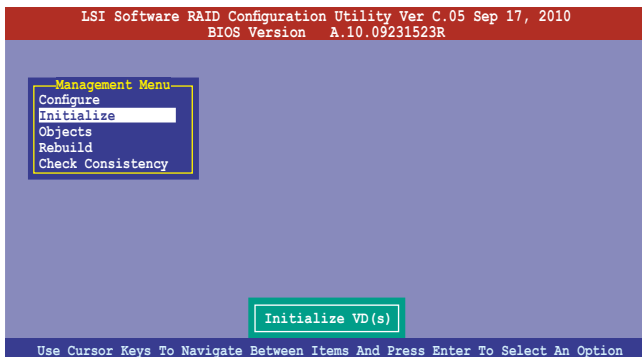 LSI Software RAID Configuration Utility Ver C.05 Sep 17, 2010
BIOS Version A.10.09231523R
Management Menu
Configure
Initialize
Objects
Rebuild
Check Consistency
Initialize VD(s)
Use Cursor Keys To Navigate Between Items And Press Enter To Select An Option